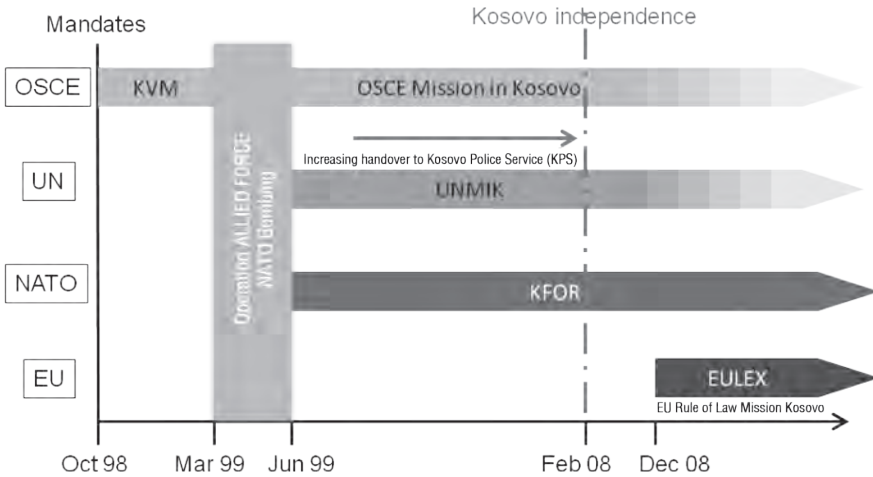 Kosovo independence
Mandates
OSCE
KVM
OSCE Mission in Kosovo
Increasing handover to Kosovo Police Service (KPS)
UN
UNMIK
Operation ALLIED FORCE
NATO Bombing
NATO
KFOR
EU
EULEX
EU Rule of Law Mission Kosovo
Oct 98
Mar 99
Jun 99
Feb 08
Dec 08